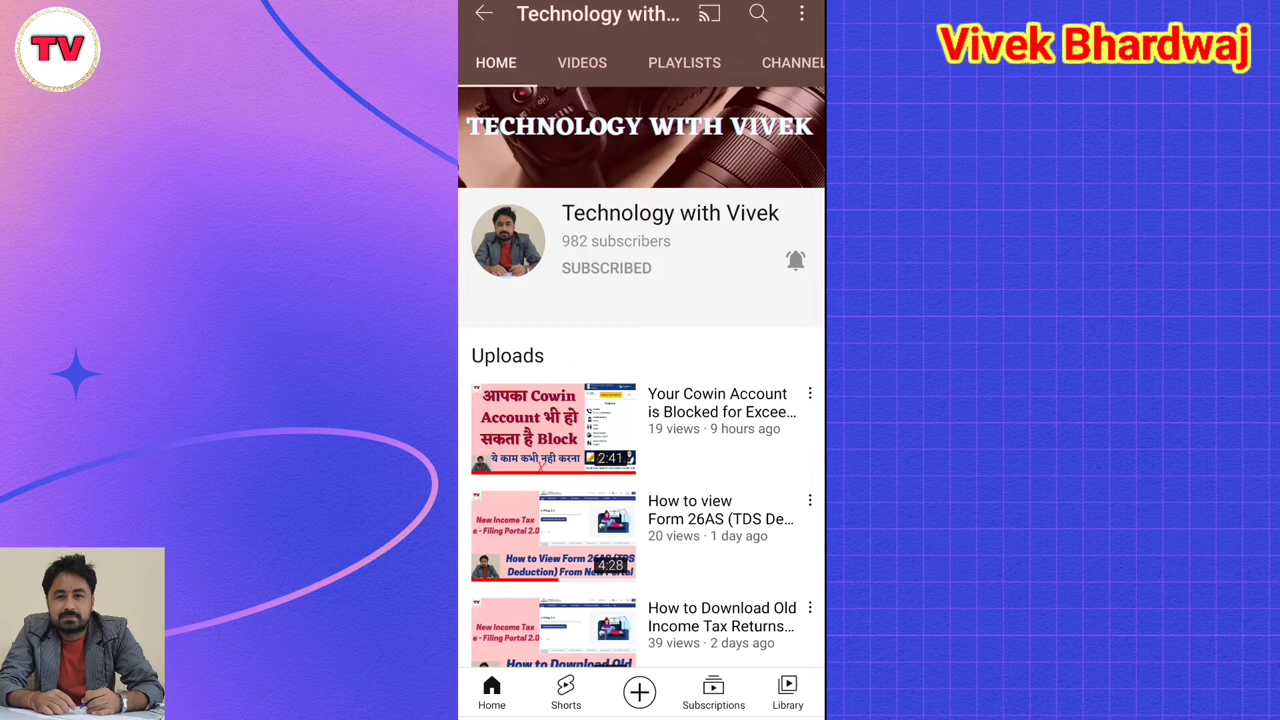 TV
Vivek Bhardwaj
Technology with...
HOME
VIDEOS
PLAYLISTS
CHANNEL
TECHNOLOGY WITH VIVEK
Technology with Vivek
982 subscribers
SUBSCRIBED
Uploads
आपका Cowin
Account भी हो
सकता है Block
ये काम कभी नही करना
2:41
Your Cowin Account
is Blocked for Excee...
19 views · 9 hours ago
New Income Tax
e - Filing Portal 2.0
How to View Form 26AS (TDS
Deduction) From New Portal
4:28
How to view
Form 26AS (TDS De...
20 views · 1 day ago
New Income Tax
e - Filing Portal 2.0
How to Download Old
How to Download Old
Income Tax Returns...
39 views · 2 days ago
Home
Shorts
Subscriptions
Library